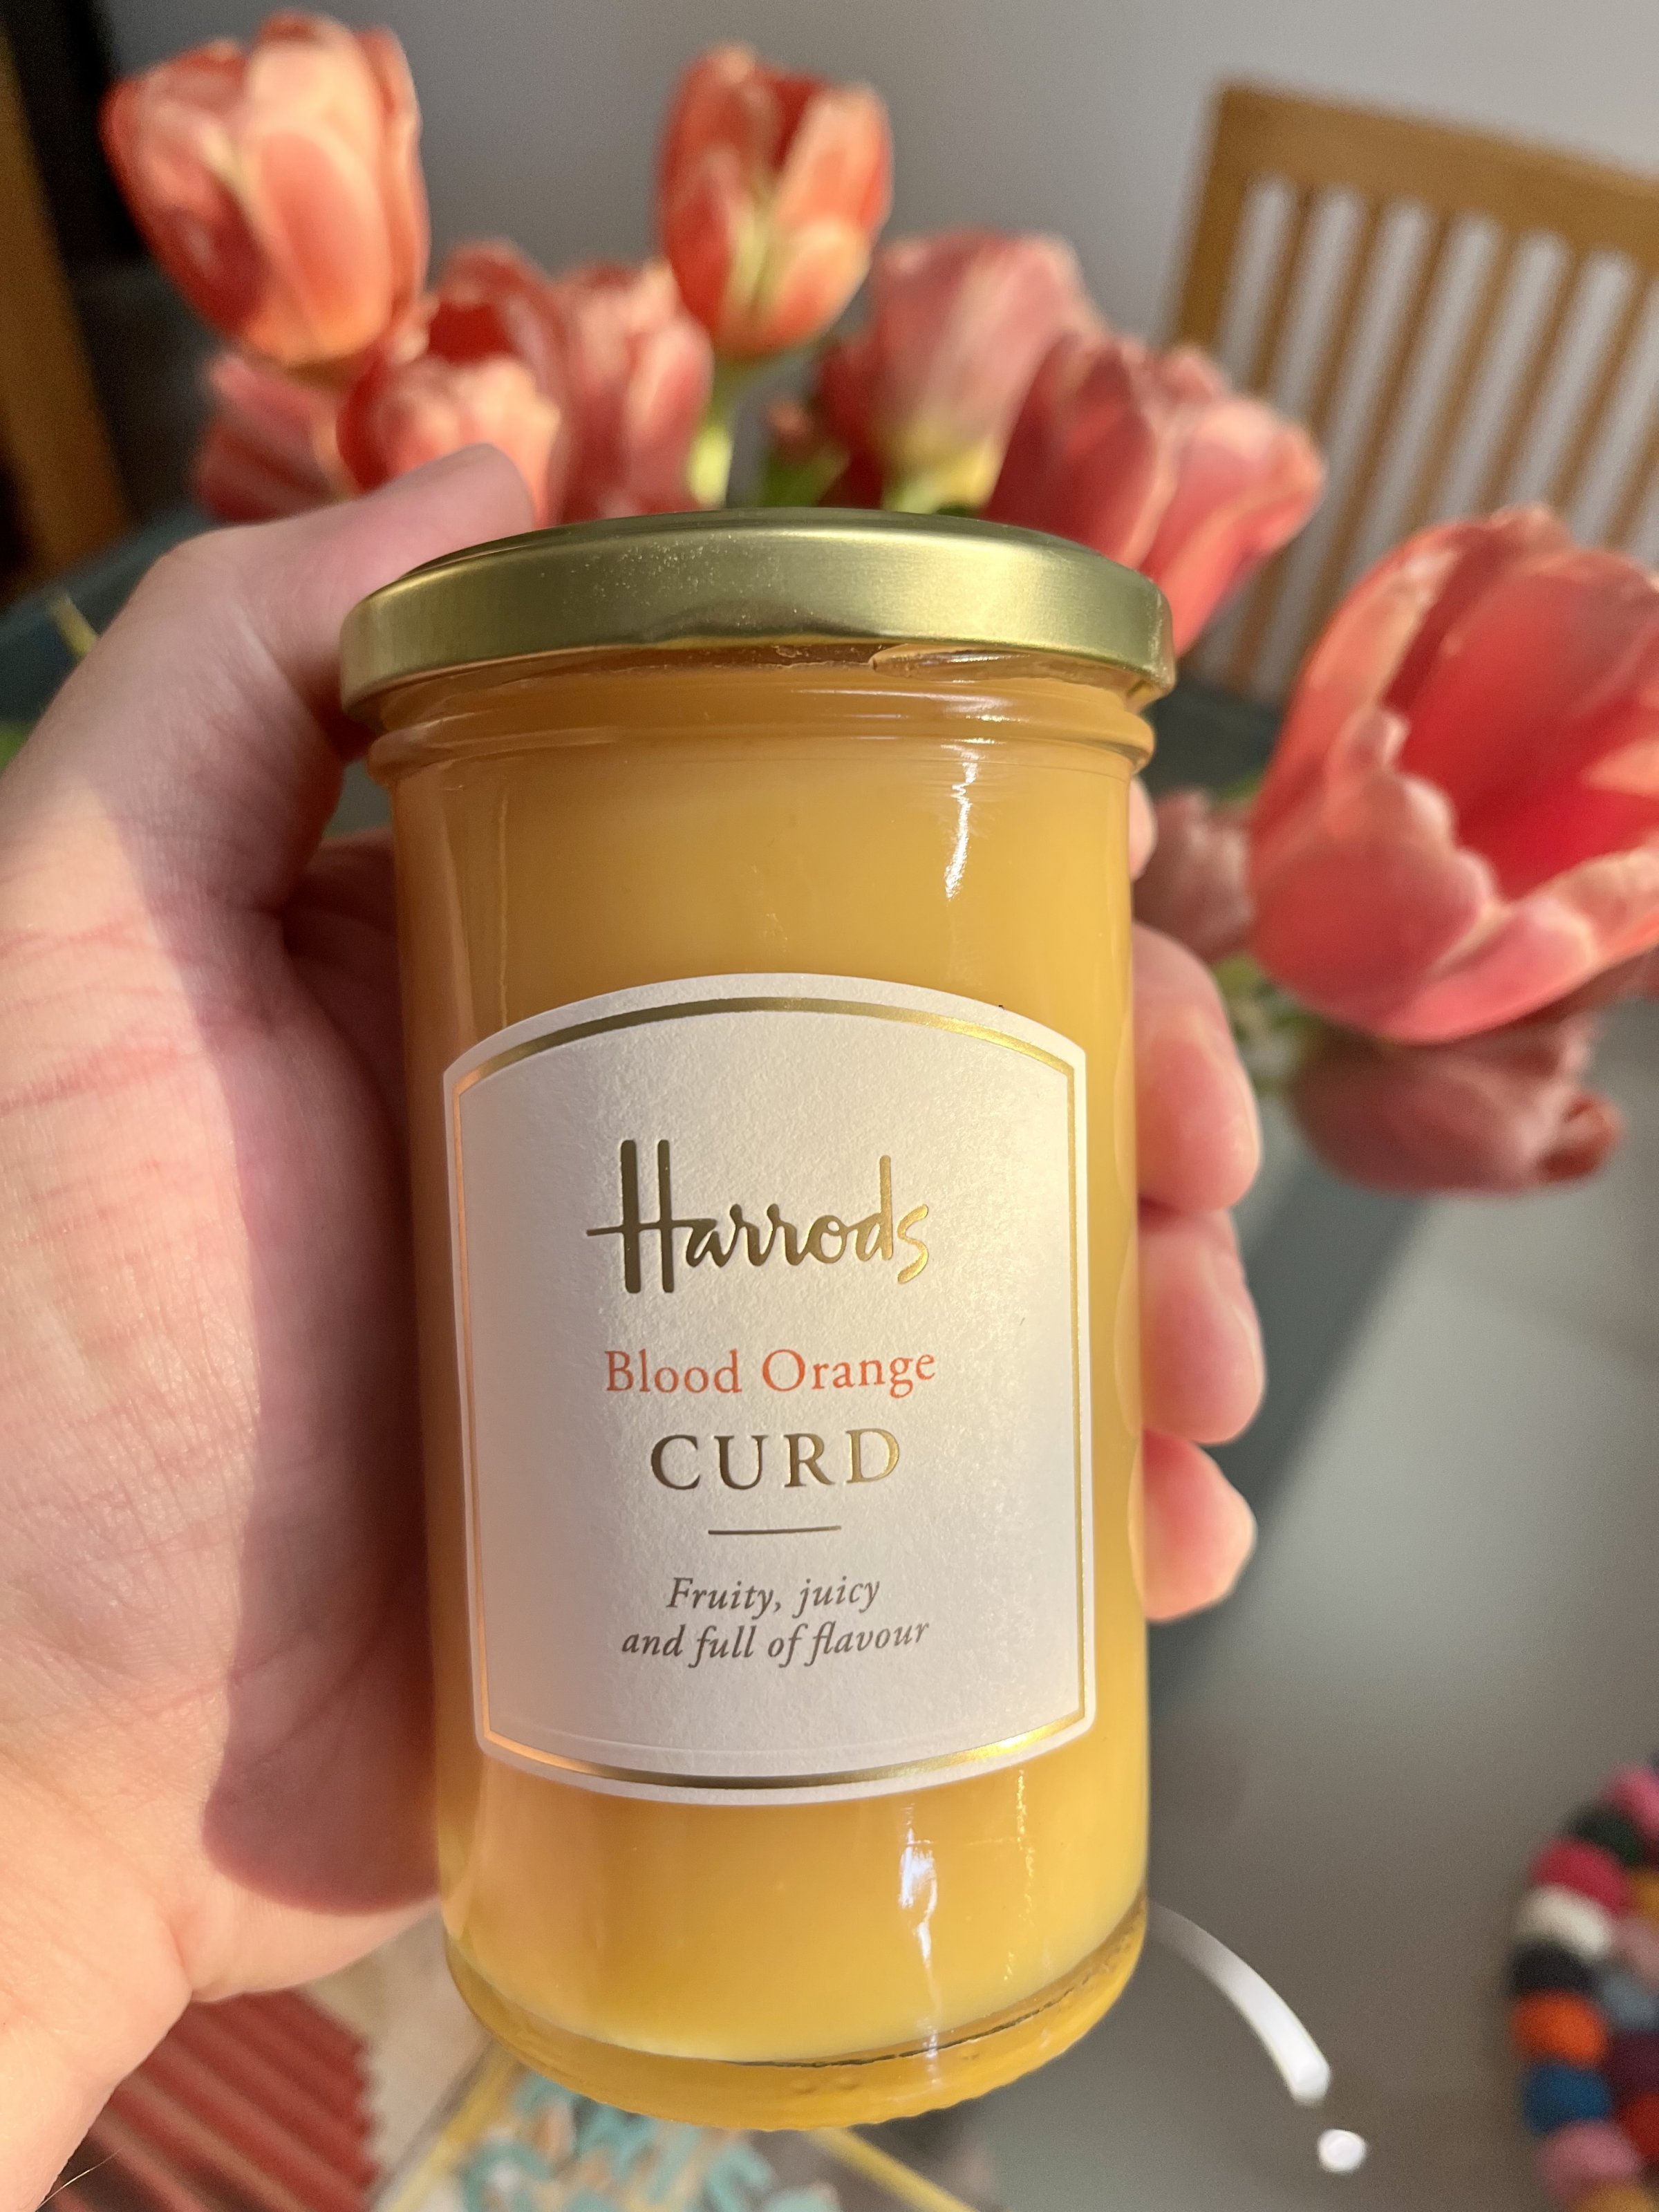 Harrods
Blood Orange
CURD
Fruity, juicy
and full of flavour